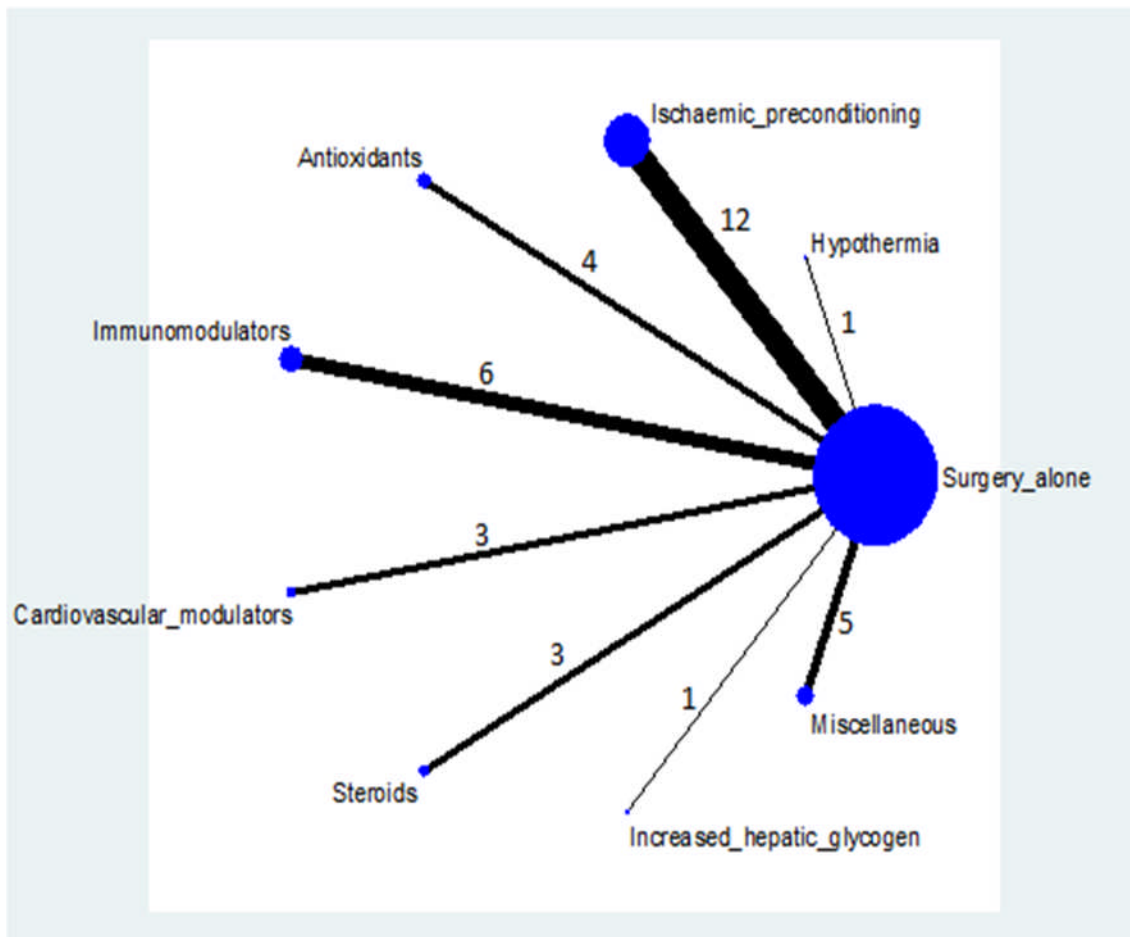 Ischaemic_preconditioning
Antioxidants
12
Hypothermia
4
Immunomodulators
1
6
Surgery_alone
3
Cardiovascular_modulators
5
3
1
Miscellaneous
Steroids
Increased_hepatic_glycogen